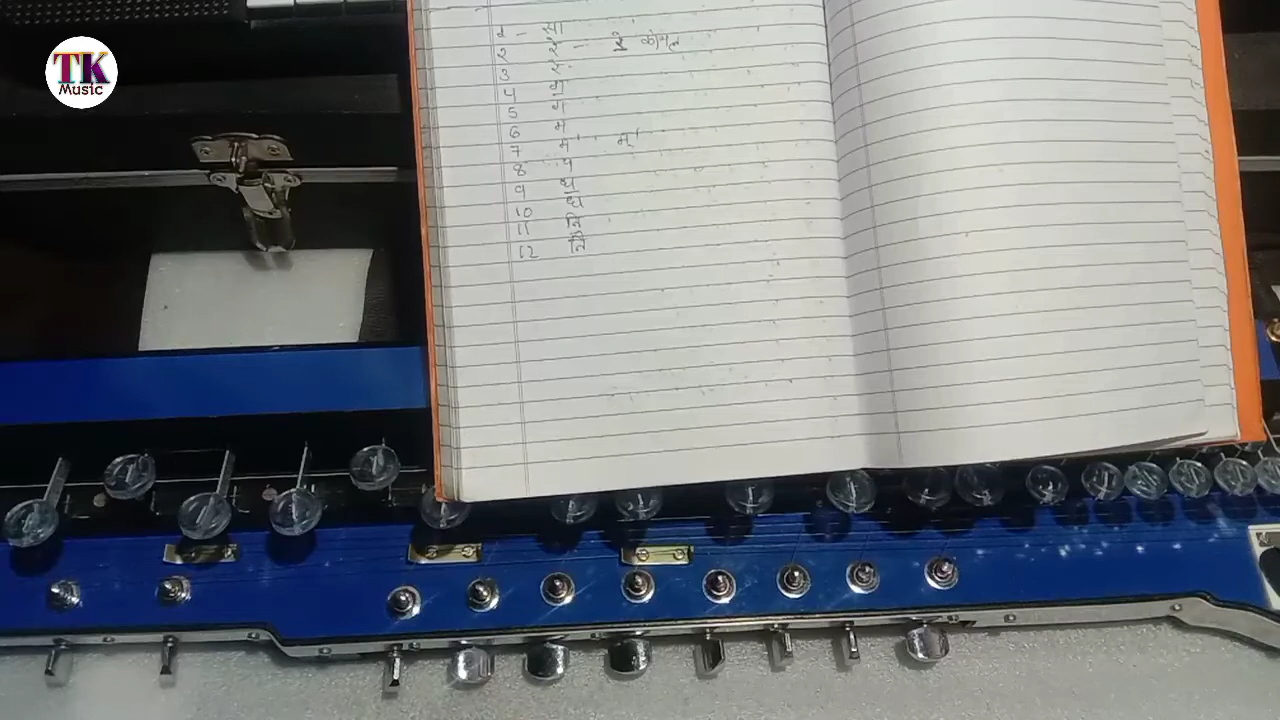 TK
Music
1 - सा
2 रे - रे कोमल
3 रे
4 ग॒
5 ग
6 म
7 म' म'
8 प
9 ध॒
10 ध
11 नि॒
12 नि